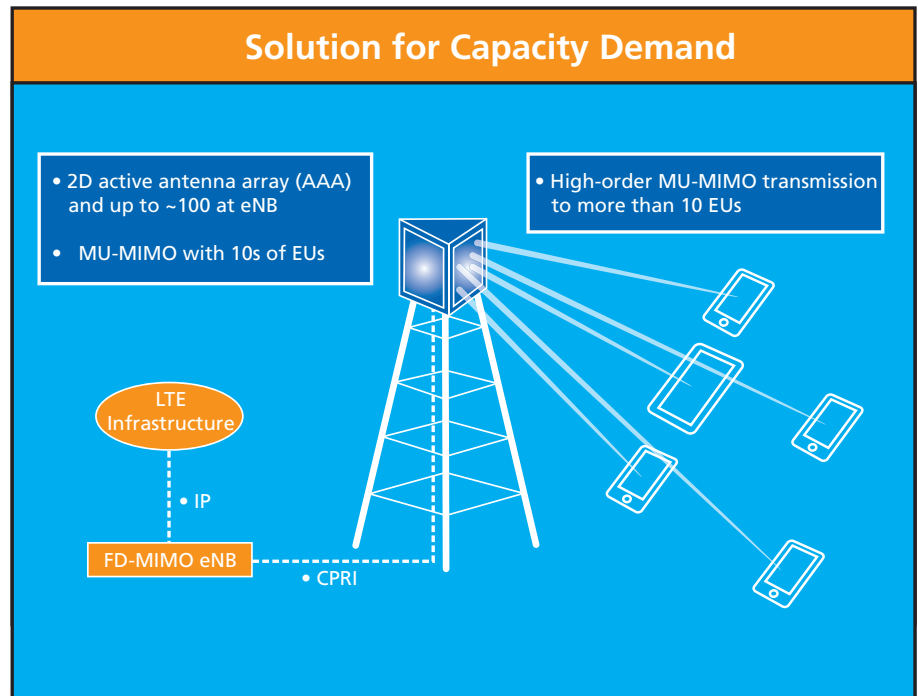 Solution for Capacity Demand
• 2D active antenna array (AAA)
and up to ~100 at eNB
• MU-MIMO with 10s of EUs
• High-order MU-MIMO transmission
to more than 10 EUs
LTE
Infrastructure
• IP
FD-MIMO eNB
• CPRI